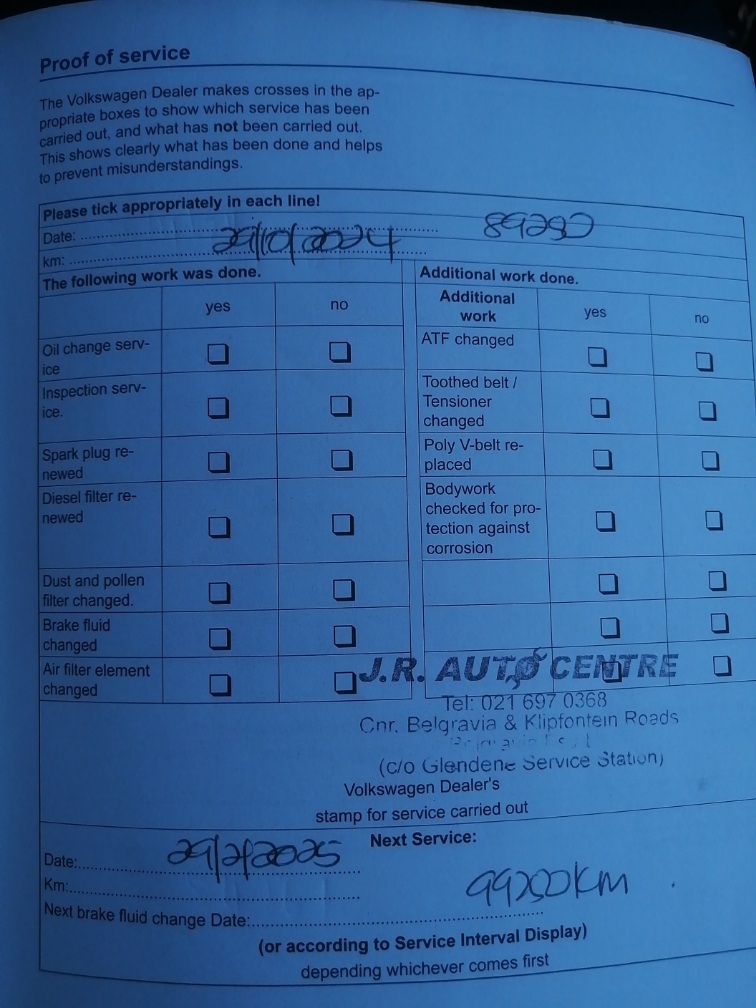 Proof of service
The Volkswagen Dealer makes crosses in the ap-
propriate boxes to show which service has been
carried out, and what has not been carried out.
This shows clearly what has been done and helps
to prevent misunderstandings.
Please tick appropriately in each line!
Date:
29/10/2024
km:
The following work was done.
yes
no
Oil change serv-
ice
Inspection serv-
ice.
Spark plug re-
newed
Diesel filter re-
newed
Dust and pollen
filter changed.
Brake fluid
changed
Air filter element
changed
Additional work done.
Additional
work
yes
no
ATF changed
Toothed belt /
Tensioner
changed
Poly V-belt re-
placed
Bodywork
checked for pro-
tection against
corrosion
J.R. AUTO CENTRE
Tel: 021 697 0368
Cnr. Belgravia & Klipfontein Roads
(c/o Glendene Service Station)
Volkswagen Dealer's
stamp for service carried out
Next Service:
Date:
29/2/2025
Km:
KM
Next brake fluid change Date:
(or according to Service Interval Display)
depending whichever comes first